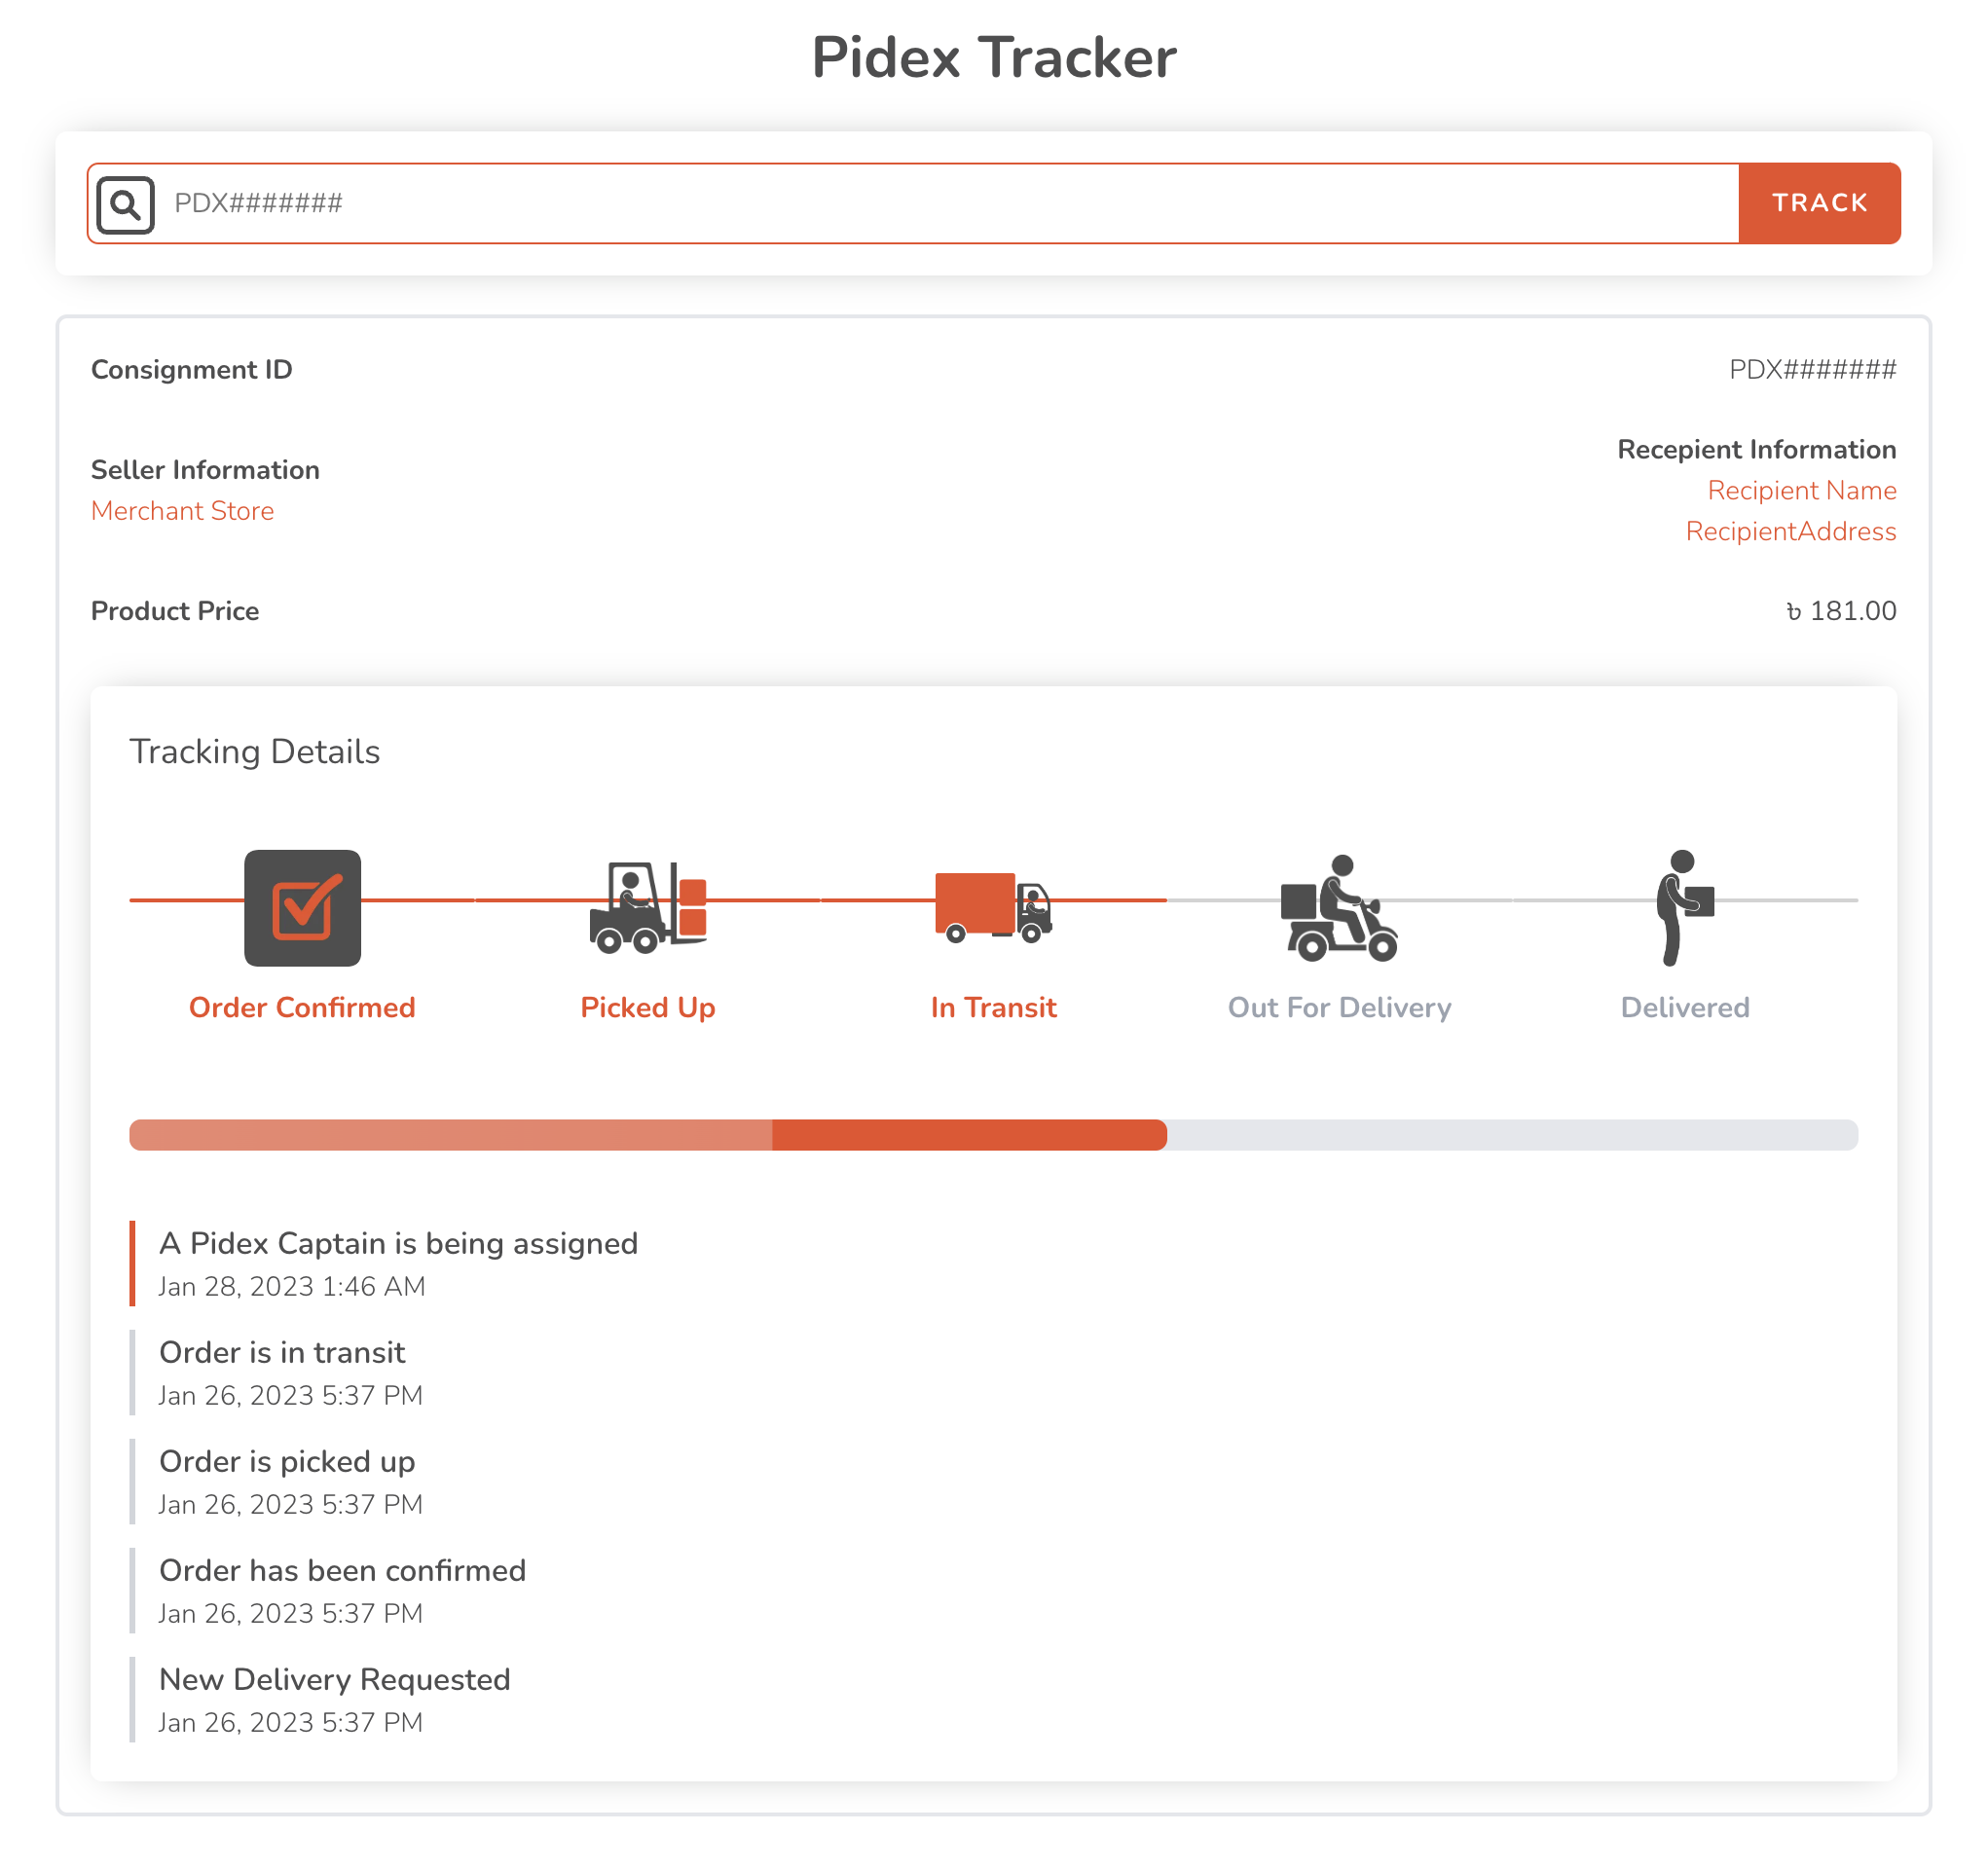 Pidex Tracker
PDX#######
TRACK
Consignment ID
PDX#######
Seller Information
Merchant Store
Recepient Information
Recipient Name
RecipientAddress
Product Price
৳ 181.00
Tracking Details
Order Confirmed
Picked Up
In Transit
Out For Delivery
Delivered
A Pidex Captain is being assigned
Jan 28, 2023 1:46 AM
Order is in transit
Jan 26, 2023 5:37 PM
Order is picked up
Jan 26, 2023 5:37 PM
Order has been confirmed
Jan 26, 2023 5:37 PM
New Delivery Requested
Jan 26, 2023 5:37 PM